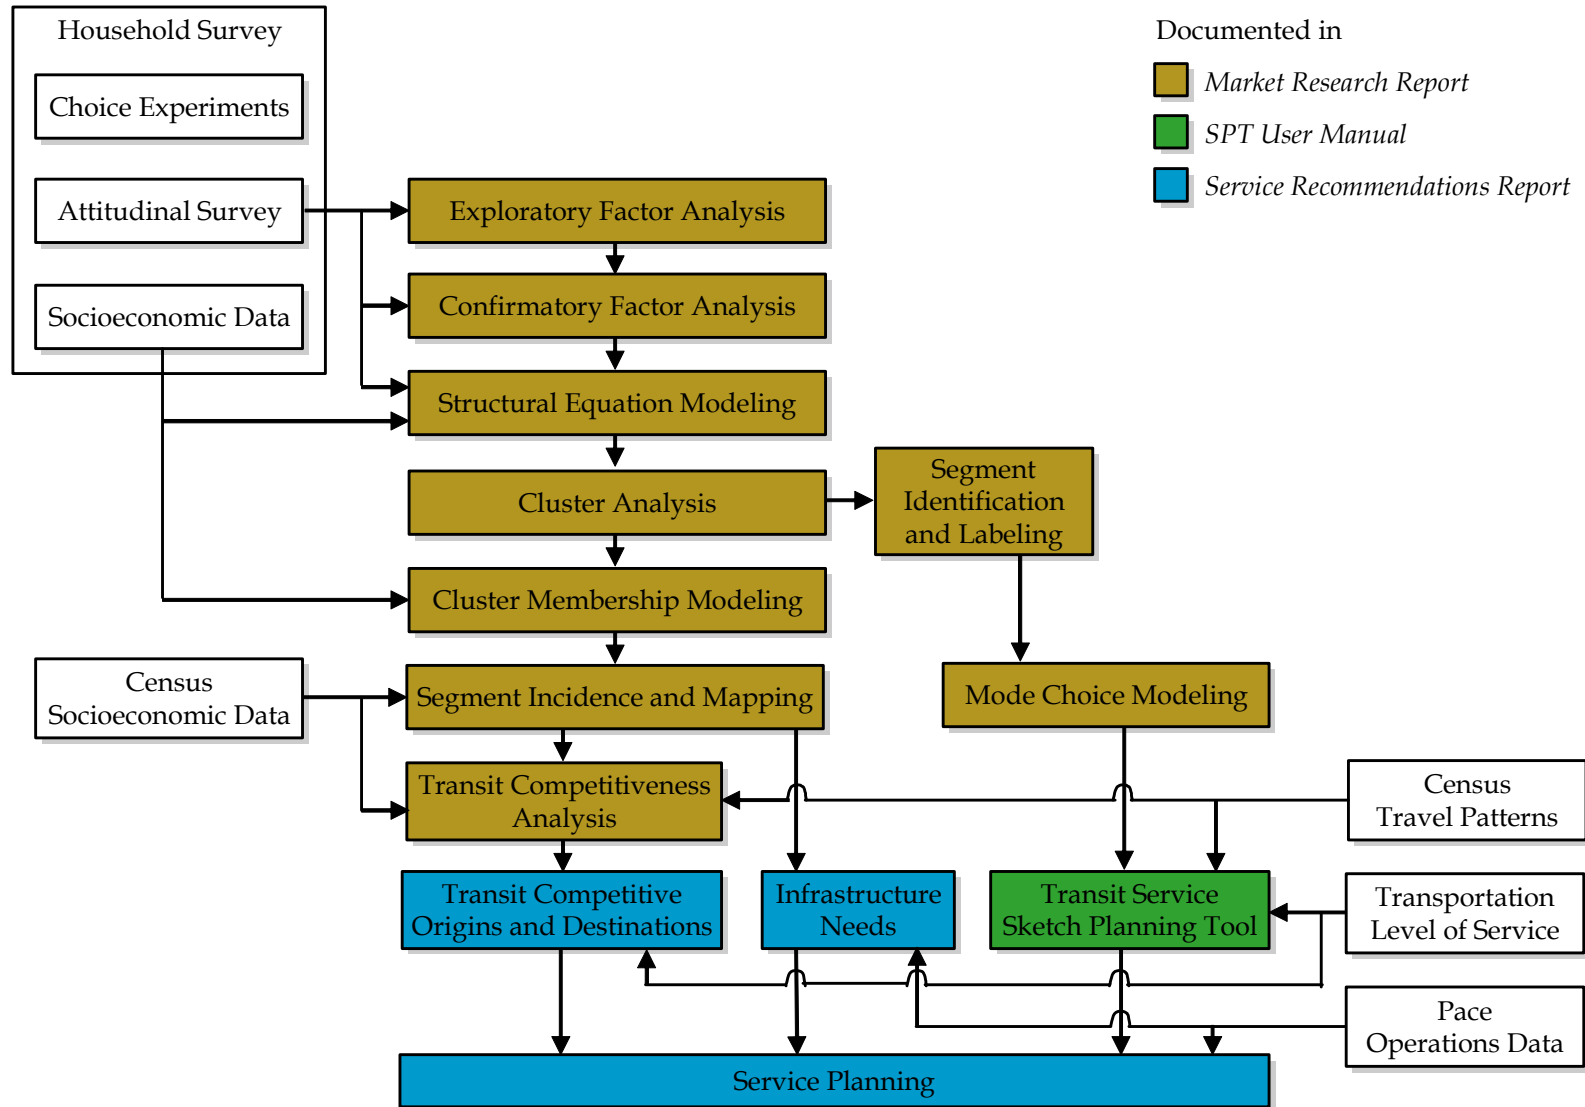 Household Survey
Choice Experiments
Attitudinal Survey
Socioeconomic Data
Documented in
Market Research Report
SPT User Manual
Service Recommendations Report
Exploratory Factor Analysis
Confirmatory Factor Analysis
Structural Equation Modeling
Cluster Analysis
Segment
Identification
and Labeling
Cluster Membership Modeling
Census
Socioeconomic Data
Segment Incidence and Mapping
Mode Choice Modeling
Transit Competitiveness
Analysis
Census
Travel Patterns
Transit Competitive
Origins and Destinations
Infrastructure
Needs
Transit Service
Sketch Planning Tool
Transportation
Level of Service
Pace
Operations Data
Service Planning